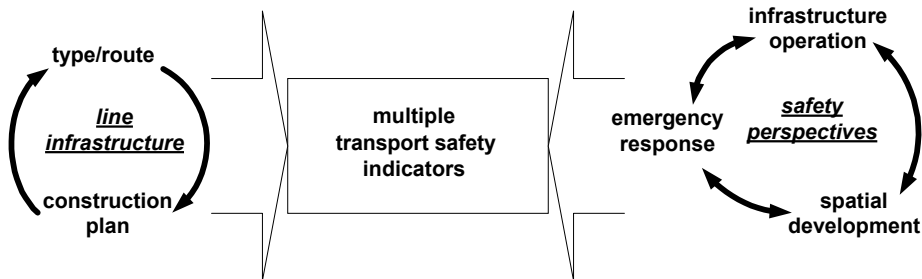 type/route
line
infrastructure
construction
plan
multiple
transport safety
indicators
infrastructure
operation
emergency
response
safety
perspectives
spatial
development